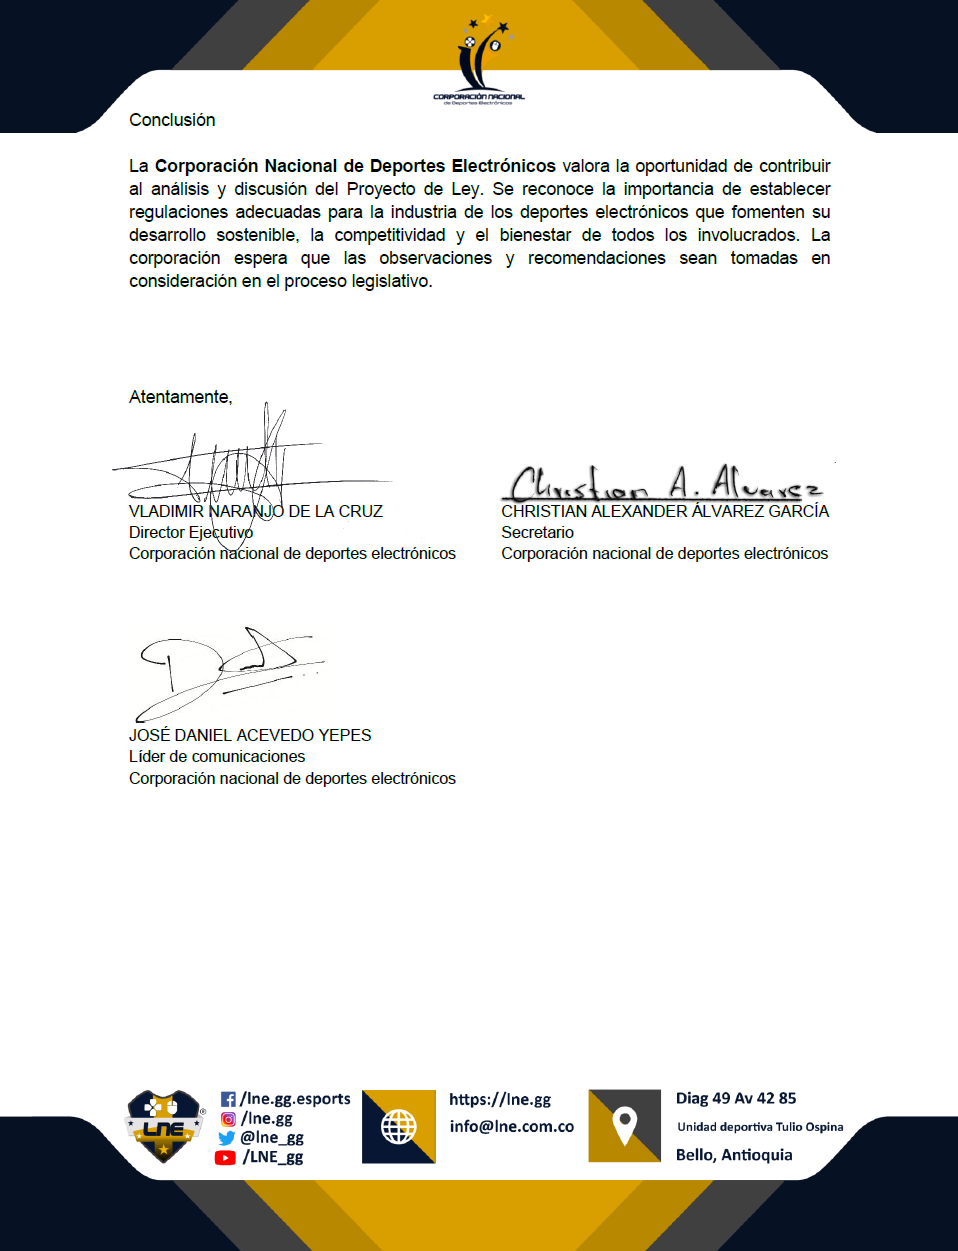 CORPORACIÓN NACIONAL
de Deportes Electrónicos
Conclusión
La Corporación Nacional de Deportes Electrónicos valora la oportunidad de contribuir
al análisis y discusión del Proyecto de Ley. Se reconoce la importancia de establecer
regulaciones adecuadas para la industria de los deportes electrónicos que fomenten su
desarrollo sostenible, la competitividad y el bienestar de todos los involucrados. La
corporación espera que las observaciones y recomendaciones sean tomadas en
consideración en el proceso legislativo.
Atentamente,
VLADIMIR NARANJO DE LA CRUZ
Director Ejecutivo
Corporación nacional de deportes electrónicos
Christian A. Alvarez
CHRISTIAN ALEXANDER ÁLVAREZ GARCÍA
Secretario
Corporación nacional de deportes electrónicos
JOSÉ DANIEL ACEVEDO YEPES
Líder de comunicaciones
Corporación nacional de deportes electrónicos
LNE
®
/lne.gg.esports
/lne.gg
@lne_gg
/LNE_gg
https://lne.gg
info@lne.com.co
Diag 49 Av 42 85
Unidad deportiva Tulio Ospina
Bello, Antioquia